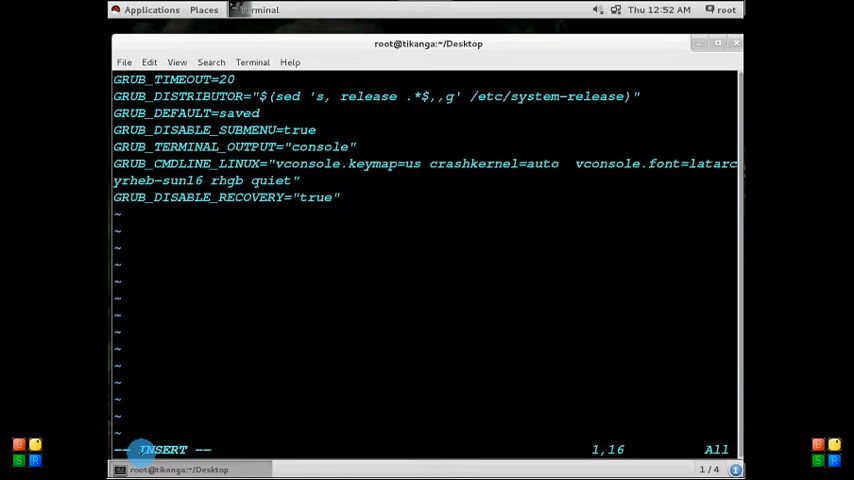 Applications Places Terminal Thu 12:52 AM root
root@tikanga:~/Desktop
File Edit View Search Terminal Help
GRUB_TIMEOUT=20
GRUB_DISTRIBUTOR="$(sed 's, release .*$,,g' /etc/system-release)"
GRUB_DEFAULT=saved
GRUB_DISABLE_SUBMENU=true
GRUB_TERMINAL_OUTPUT="console"
GRUB_CMDLINE_LINUX="vconsole.keymap=us crashkernel=auto  vconsole.font=latarc
yrheb-sun16 rhgb quiet"
GRUB_DISABLE_RECOVERY="true"
~
~
~
~
~
~
~
~
~
~
~
~
~
~
-- INSERT -- 1,16 All
root@tikanga:~/Desktop 1 / 4 1
e S R
e S R